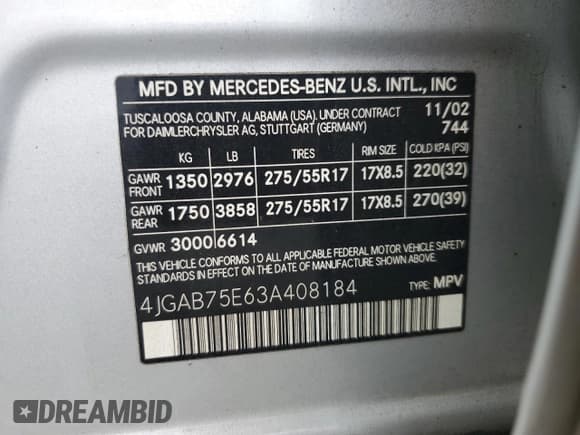 MFD BY MERCEDES-BENZ U.S. INTL., INC
TUSCALOOSA COUNTY, ALABAMA (USA). UNDER CONTRACT 11/02
FOR DAIMLERCHRYSLER AG, STUTTGART (GERMANY) 744
KG LB TIRES RIM SIZE COLD KPA (PSI)
GAWR FRONT 1350 2976 275/55R17 17X8.5 220(32)
GAWR REAR 1750 3858 275/55R17 17X8.5 270(39)
GVWR 3000 6614
THIS VEHICLE CONFORMS TO ALL APPLICABLE FEDERAL MOTOR VEHICLE SAFETY
STANDARDS IN EFFECT ON THE DATE OF MANUFACTURE SHOWN ABOVE.
4JGAB75E63A408184 TYPE: MPV
DREAMBID